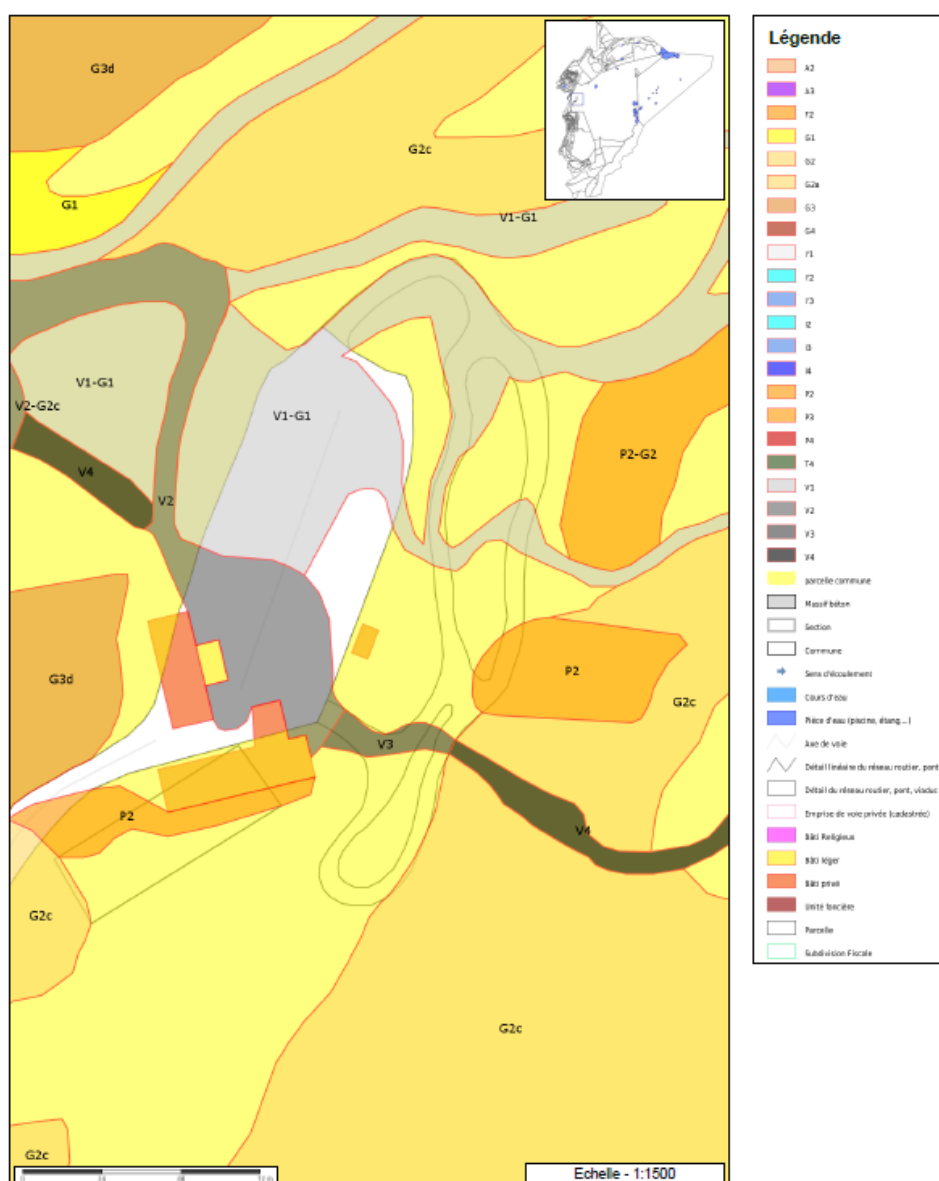 G3d
G2c
G1
V1-G1
V1-G1
V2-G2c
V1-G1
V4
V2
P2-G2
G3d
P2
G2c
V3
P2
V4
G2c
G2c
G2c
Echelle - 1:1500
Légende
A2
A3
F2
G1
G2
G2a
G3
G4
I2
I3
I4
P2
P3
P4
T4
V1
V2
V3
V4
parcelle commune
Massif béton
Section
Commune
Sens d'écoulement
Cours d'eau
Pièce d'eau (piscine, étang...)
Axe de voie
Détail linéaire du réseau routier, pont
Détail du réseau routier, pont, viaduc
Emprise de voie privée (cadastrée)
Bâti Religieux
Bâti léger
Bâti privé
Unité foncière
Parcelle
Subdivision Fiscale